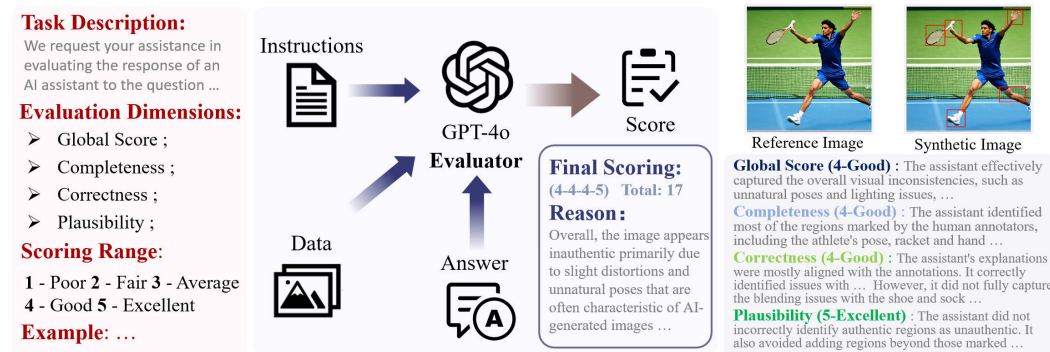 Task Description:
We request your assistance in
evaluating the response of an
AI assistant to the question ...
Evaluation Dimensions:
➢ Global Score ;
➢ Completeness ;
➢ Correctness ;
➢ Plausibility ;
Scoring Range:
1 - Poor 2 - Fair 3 - Average
4 - Good 5 - Excellent
Example: ...
Instructions
GPT-4o
Evaluator
Score
Data
Answer
A
Final Scoring:
(4-4-4-5) Total: 17
Reason:
Overall, the image appears
inauthentic primarily due
to slight distortions and
unnatural poses that are
often characteristic of AI-
generated images ...
Reference Image
Synthetic Image
Global Score (4-Good) : The assistant effectively
captured the overall visual inconsistencies, such as
unnatural poses and lighting issues, ...
Completeness (4-Good) : The assistant identified
most of the regions marked by the human annotators,
including the athlete's pose, racket and hand ...
Correctness (4-Good) : The assistant's explanations
were mostly aligned with the annotations. It correctly
identified issues with ... However, it did not fully capture
the blending issues with the shoe and sock ...
Plausibility (5-Excellent) : The assistant did not
incorrectly identify authentic regions as unauthentic. It
also avoided adding regions beyond those marked ...